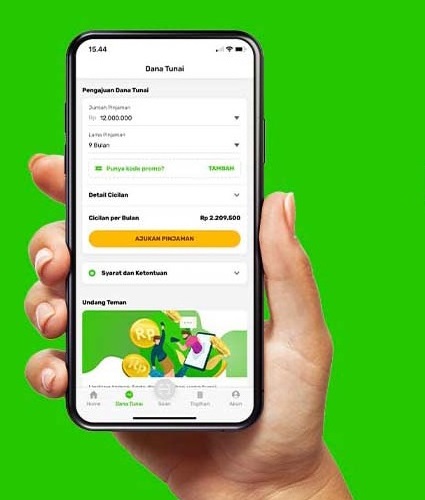 15.44
Dana Tunai
Pengajuan Dana Tunai
Jumlah Pinjaman
Rp 12.000.000
Lama Pinjaman
9 Bulan
Punya kode promo? TAMBAH
Detail Cicilan
Cicilan per Bulan Rp 2.209,500
AJUKAN PINJAMAN
Syarat dan Ketentuan
Undang Teman
Rp
Rp
Home Dana Tunai Scan Tagihan Akun